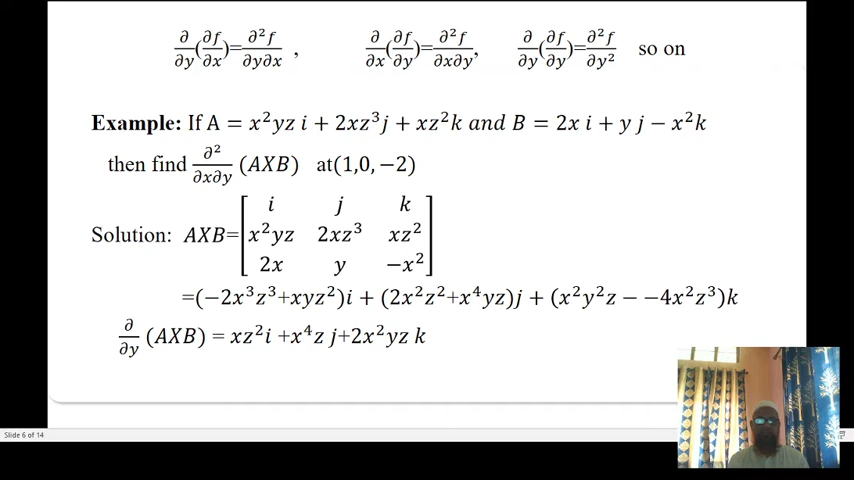 ∂/∂y(∂f/∂x)=∂²f/∂y∂x , ∂/∂x(∂f/∂y)=∂²f/∂x∂y, ∂/∂y(∂f/∂y)=∂²f/∂y² so on
Example: If A = x²yz i + 2xz³j + xz²k and B = 2x i + y j − x²k
then find ∂²/∂x∂y (AXB) at(1,0, −2)
i j k
Solution: AXB= x²yz 2xz³ xz²
2x y −x²
=(−2x³z³+xyz²)i + (2x²z²+x⁴yz)j + (x²y²z − −4x²z³)k
∂/∂y (AXB) = xz²i +x⁴z j+2x²yz k
Slide 6 of 14